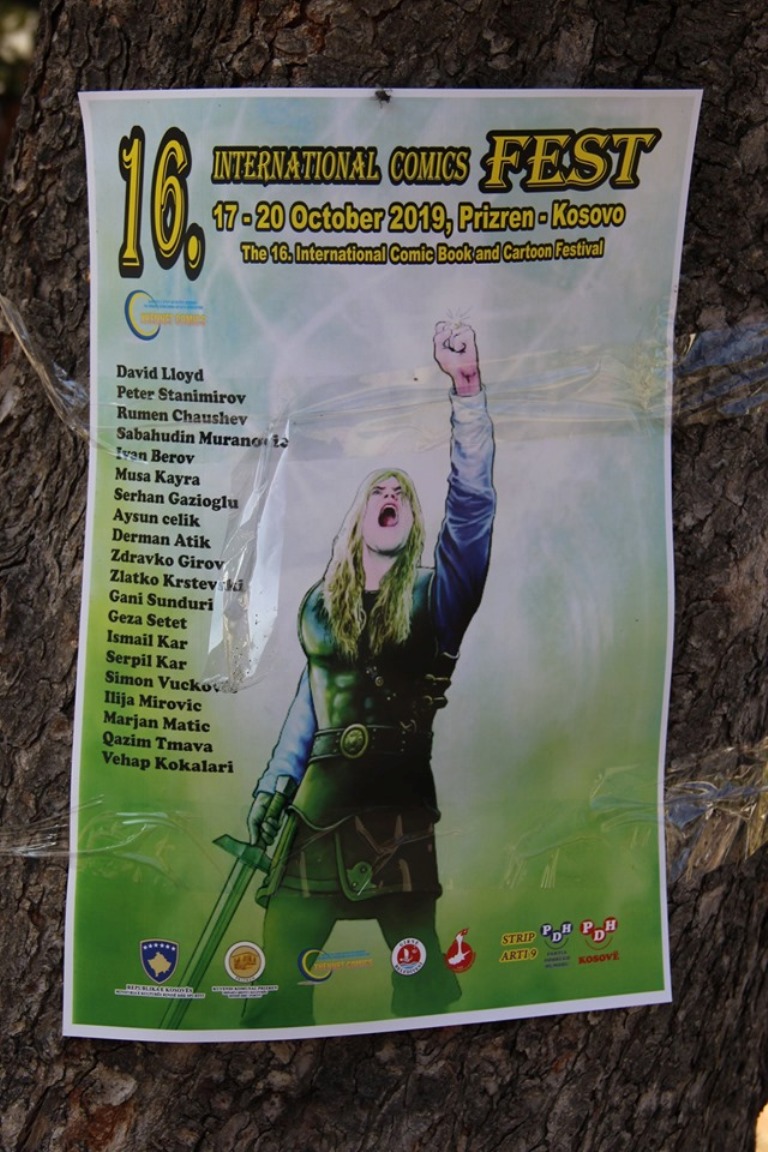 16.
INTERNATIONAL COMICS FEST
17 - 20 October 2019, Prizren - Kosovo
The 16. International Comic Book and Cartoon Festival
David Lloyd
Peter Stanimirov
Rumen Chaushev
Sabahudin Muranovic
Ivan Berov
Musa Kayra
Serhan Gazioglu
Aysun celik
Derman Atik
Zdravko Girov
Zlatko Krstevski
Gani Sunduri
Geza Setet
Ismail Kar
Serpil Kar
Simon Vuckovic
Ilija Mirovic
Marjan Matic
Qazim Tmava
Vehap Kokalari
REPUBLIKA E KOSOVËS
STRIP
ARTI 9
PDH
PDH
KOSOVË